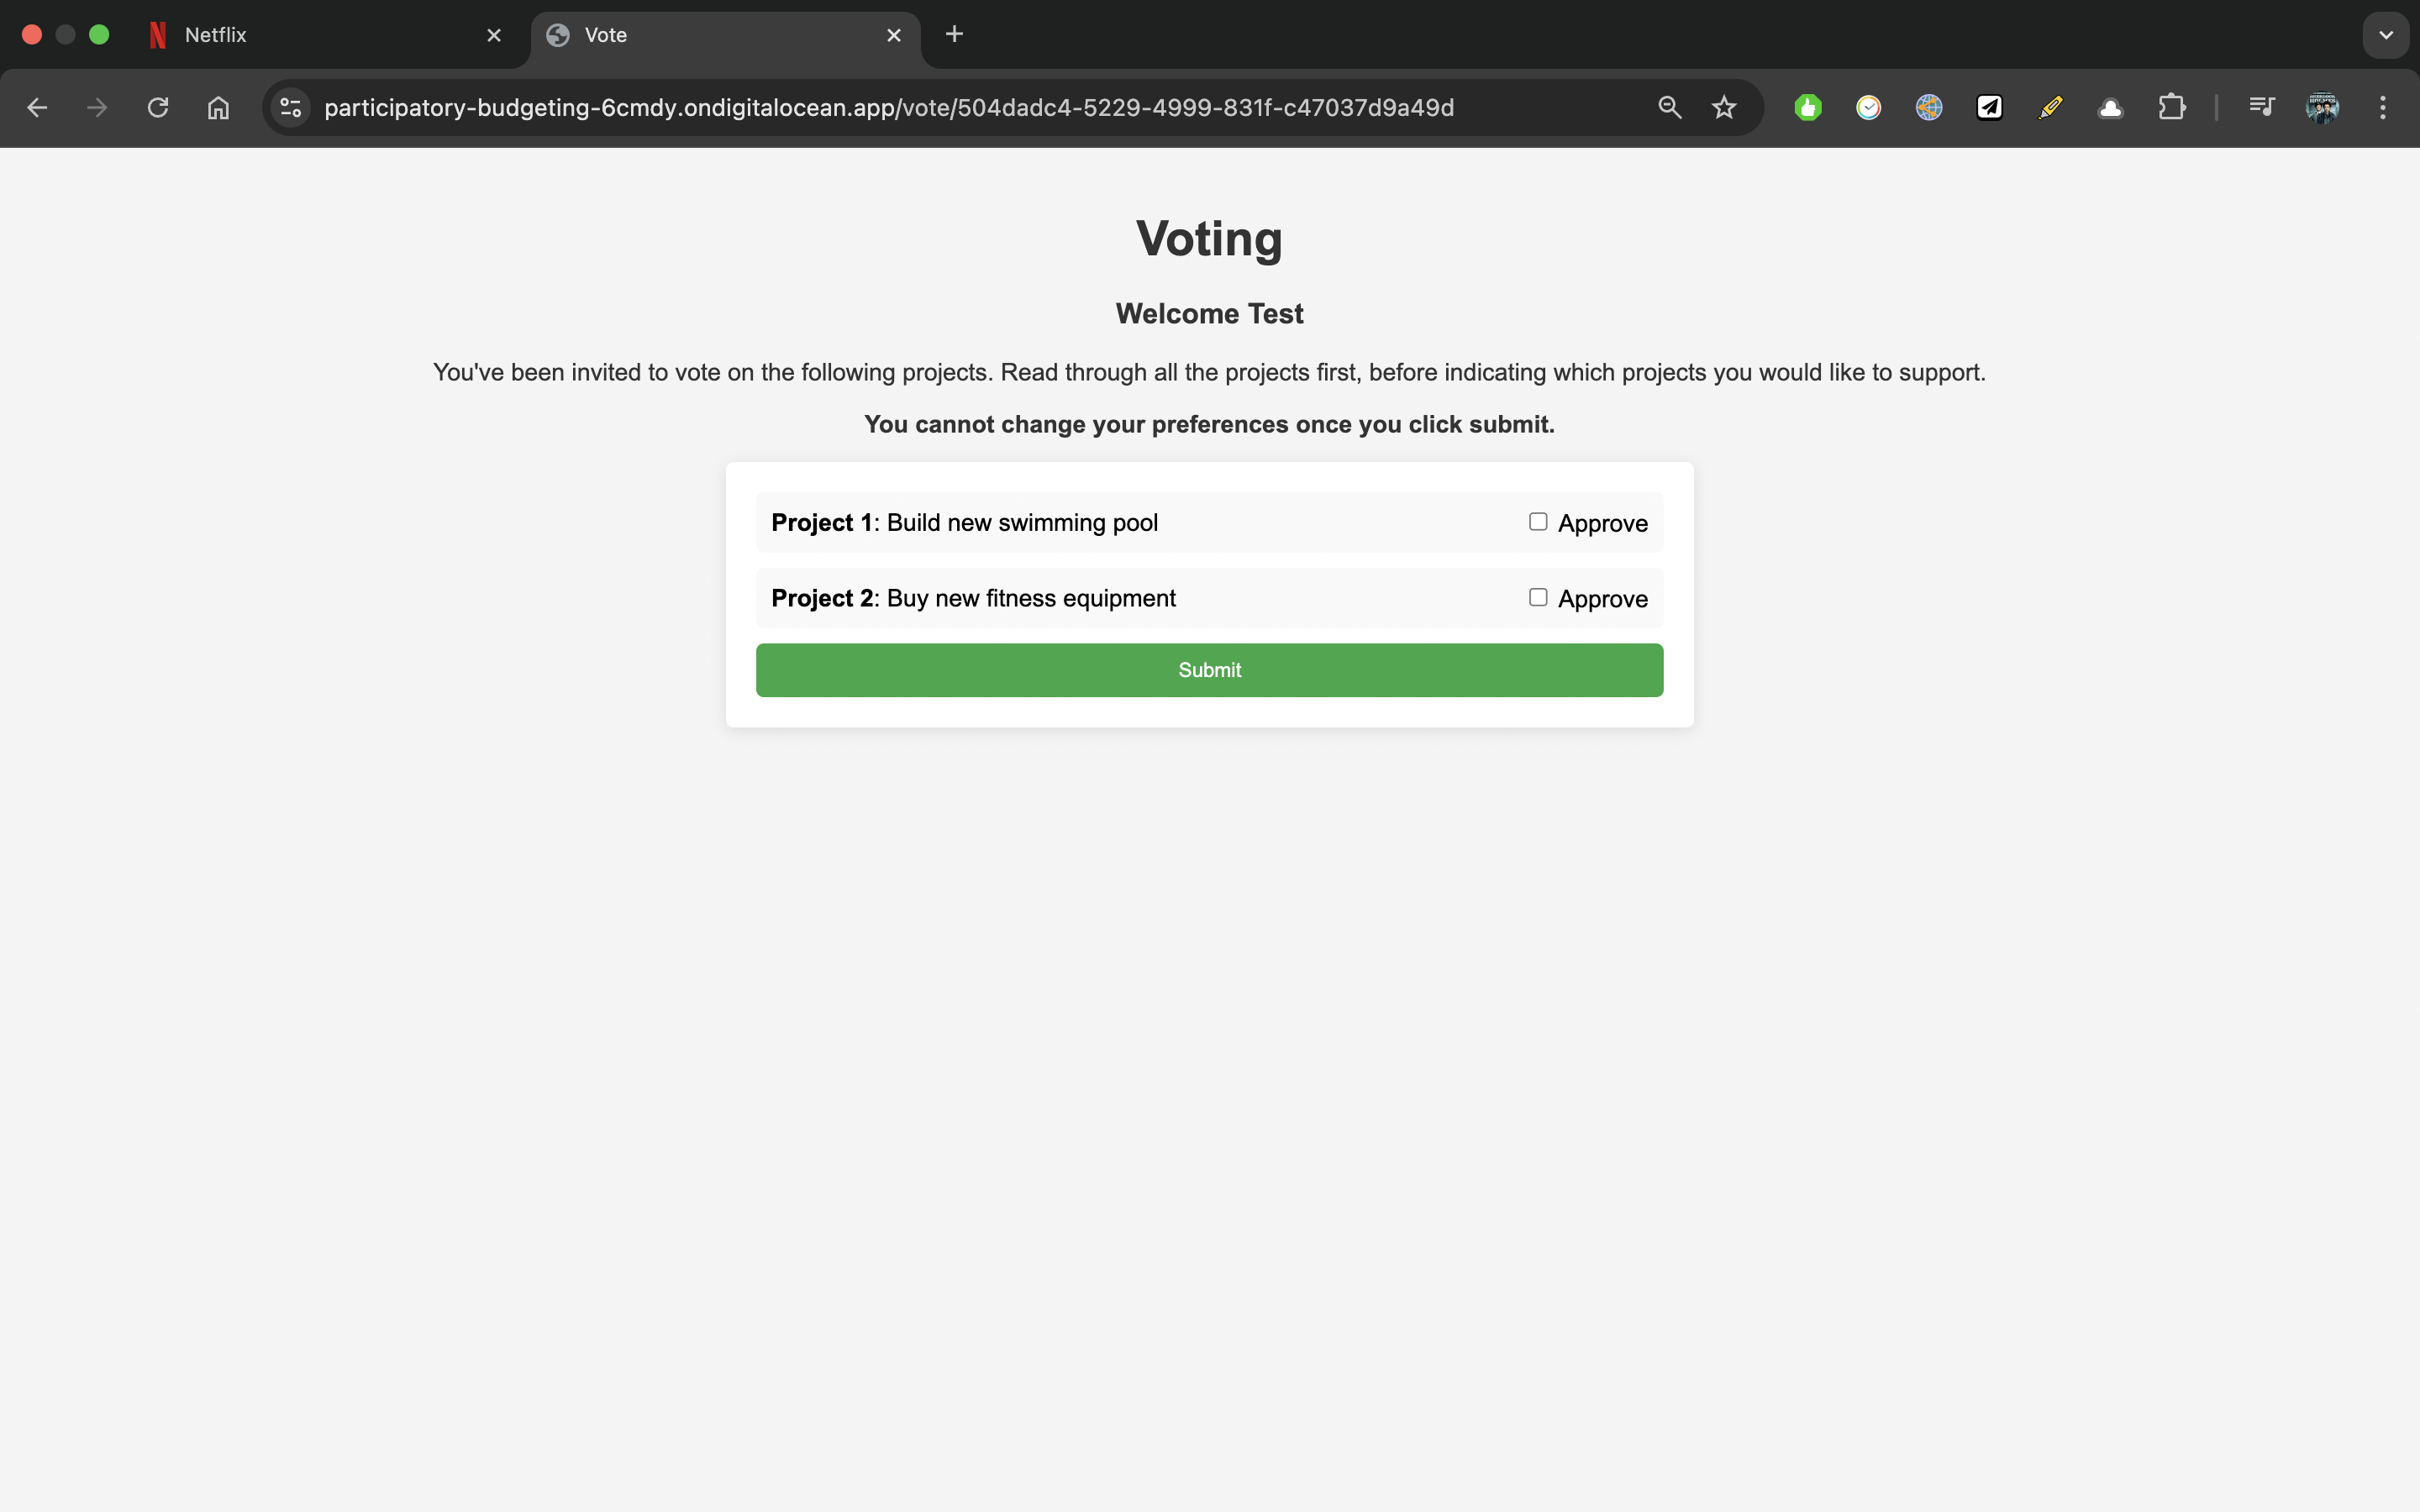 Netflix
Vote
participatory-budgeting-6cmdy.ondigitalocean.app/vote/504dadc4-5229-4999-831f-c47037d9a49d
Voting
Welcome Test
You've been invited to vote on the following projects. Read through all the projects first, before indicating which projects you would like to support.
You cannot change your preferences once you click submit.
Project 1: Build new swimming pool Approve
Project 2: Buy new fitness equipment Approve
Submit